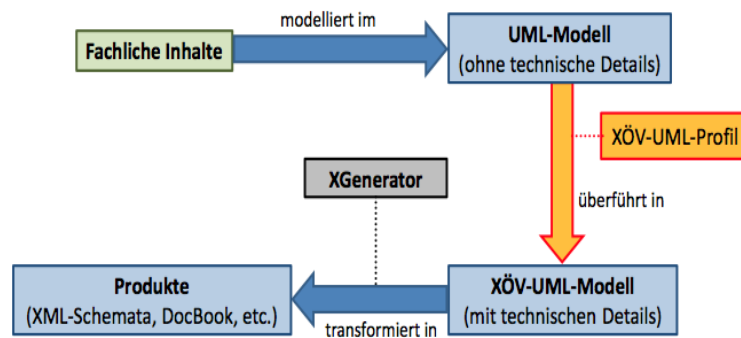 modelliert im
Fachliche Inhalte
UML-Modell
(ohne technische Details)
XÖV-UML-Profil
XGenerator
überführt in
Produkte
(XML-Schemata, DocBook, etc.)
XÖV-UML-Modell
(mit technischen Details)
transformiert in